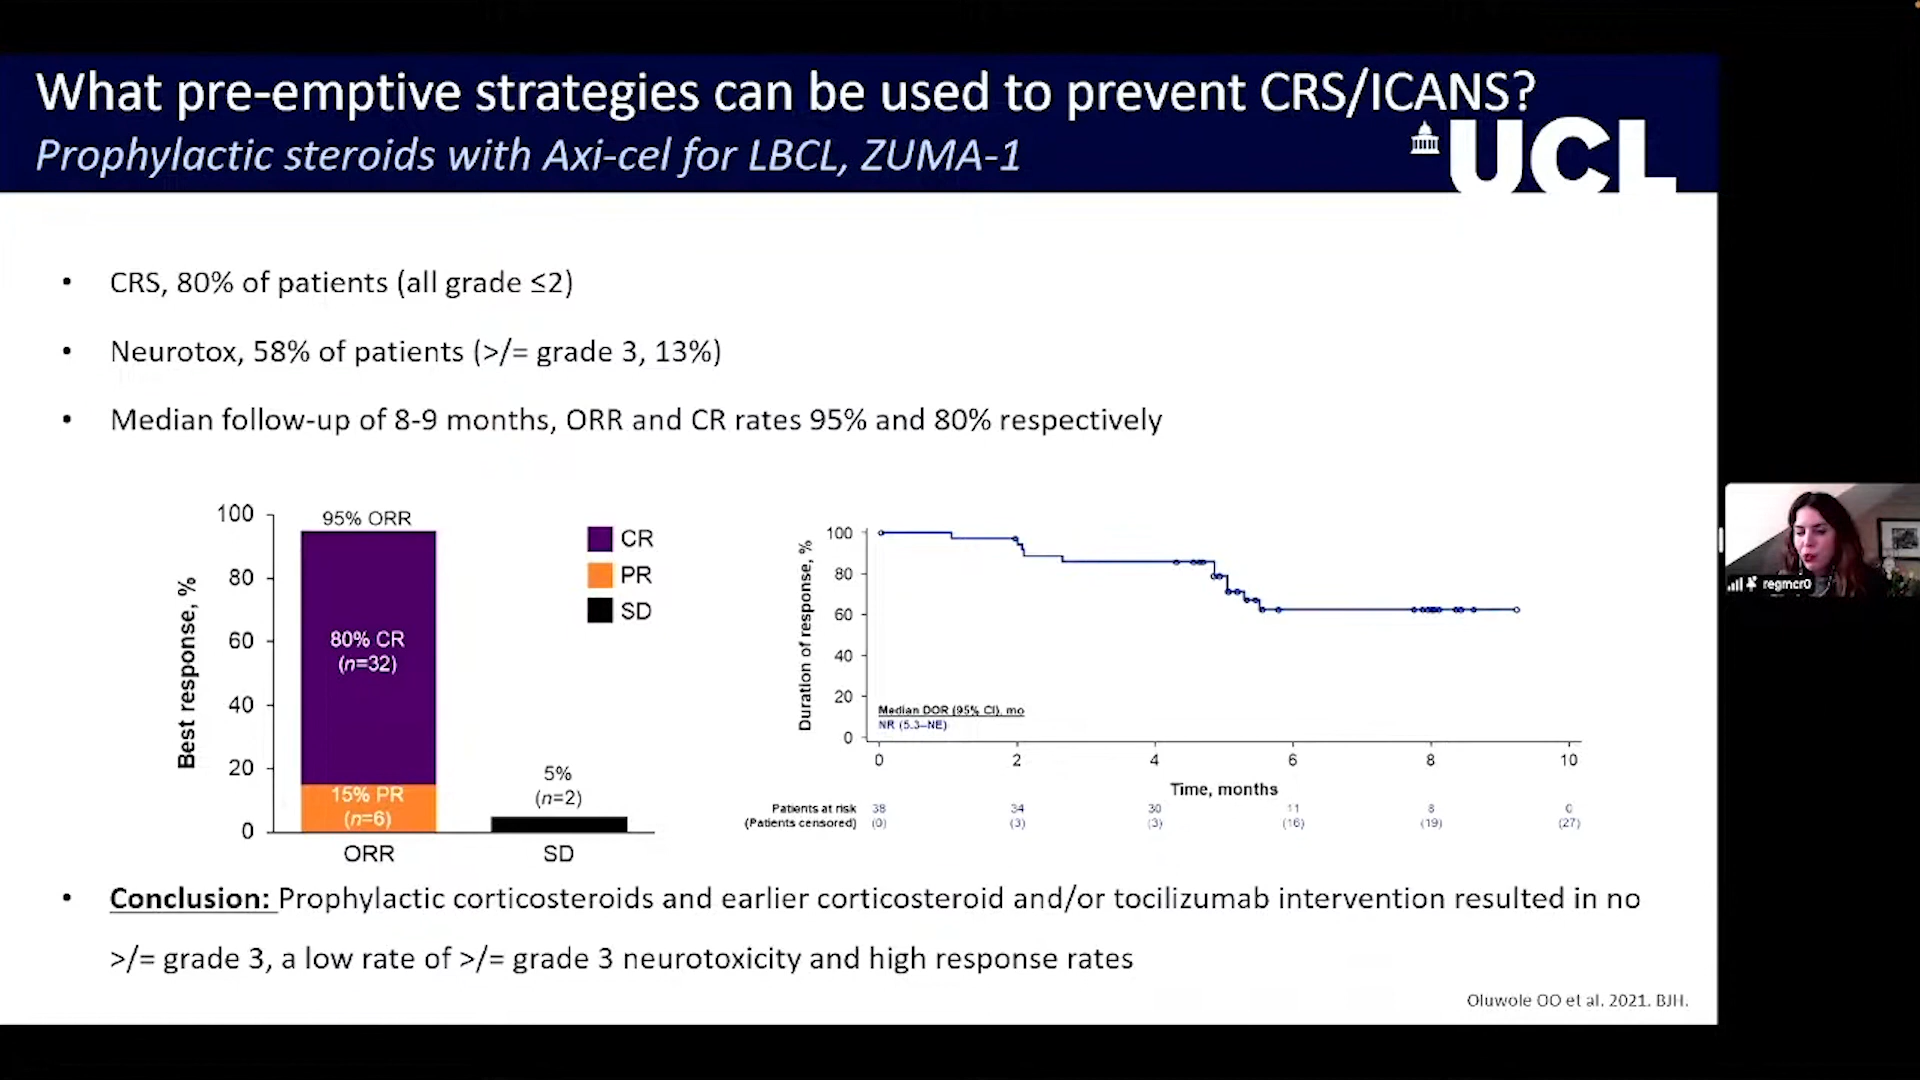 What pre-emptive strategies can be used to prevent CRS/ICANS?
Prophylactic steroids with Axi-cel for LBCL, ZUMA-1
UCL
• CRS, 80% of patients (all grade ≤2)
• Neurotox, 58% of patients (>/= grade 3, 13%)
• Median follow-up of 8-9 months, ORR and CR rates 95% and 80% respectively
Best response, %
100
80
60
40
20
0
95% ORR
80% CR
(n=32)
15% PR
(n=6)
5%
(n=2)
ORR
SD
CR
PR
SD
Duration of response, %
100
80
60
40
20
0
Median DOR (95% CI), mo
NR (5.3–NE)
0 2 4 6 8 10
Time, months
Patients at risk 38 34 30 11 8 0
(Patients censored) (0) (3) (3) (16) (19) (27)
• Conclusion: Prophylactic corticosteroids and earlier corticosteroid and/or tocilizumab intervention resulted in no
>/= grade 3, a low rate of >/= grade 3 neurotoxicity and high response rates
Oluwole OO et al. 2021. BJH.
regmcr0